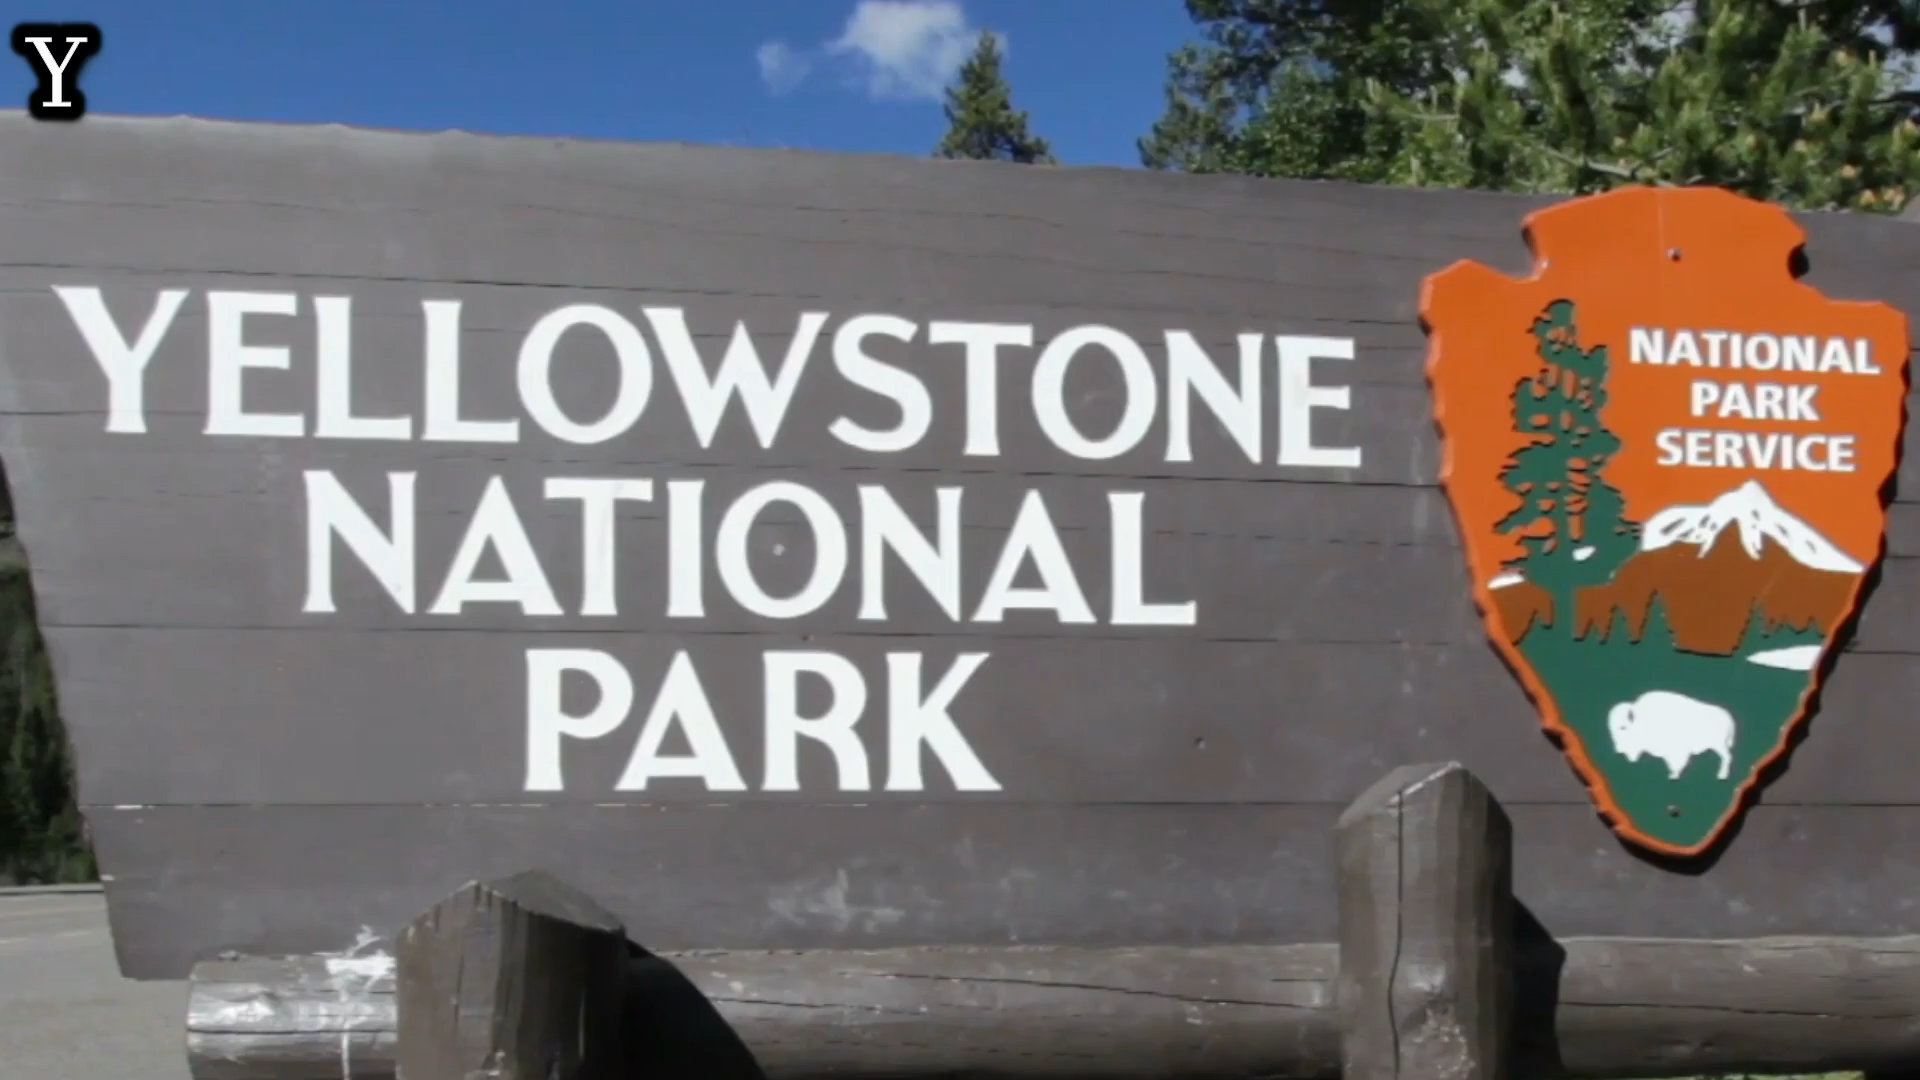 Y
YELLOWSTONE
NATIONAL
PARK
NATIONAL
PARK
SERVICE